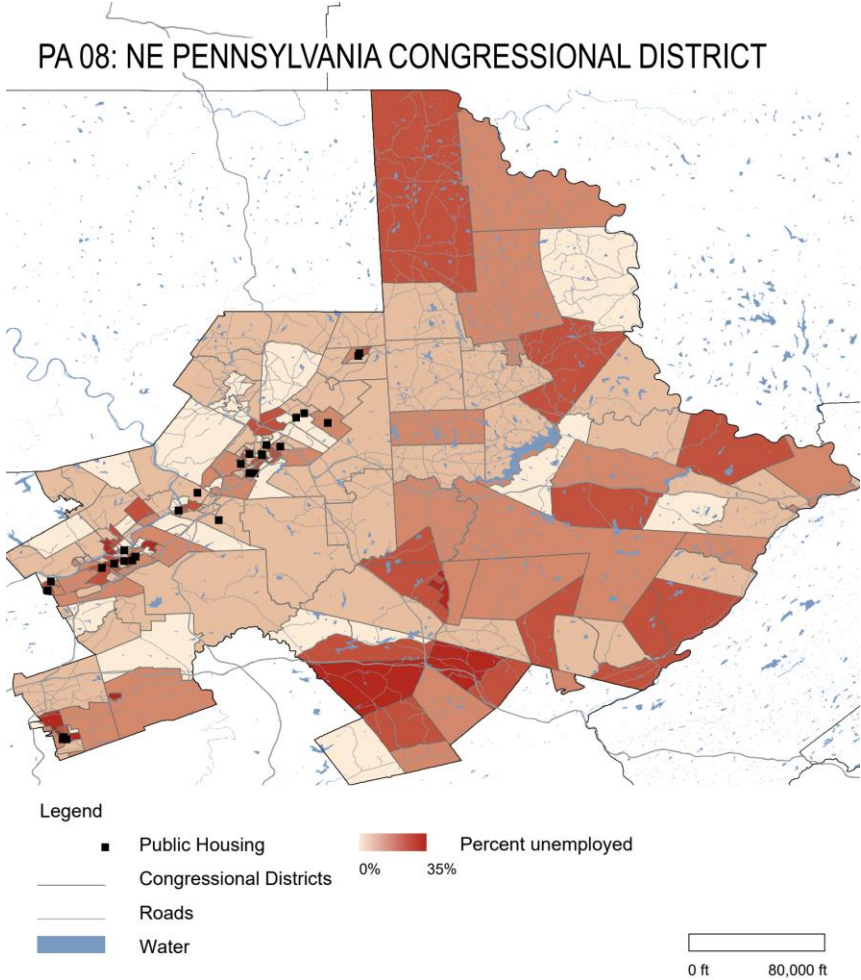 PA 08: NE PENNSYLVANIA CONGRESSIONAL DISTRICT
Legend
Public Housing
Congressional Districts
Roads
Water
Percent unemployed
0% 35%
0 ft 80,000 ft